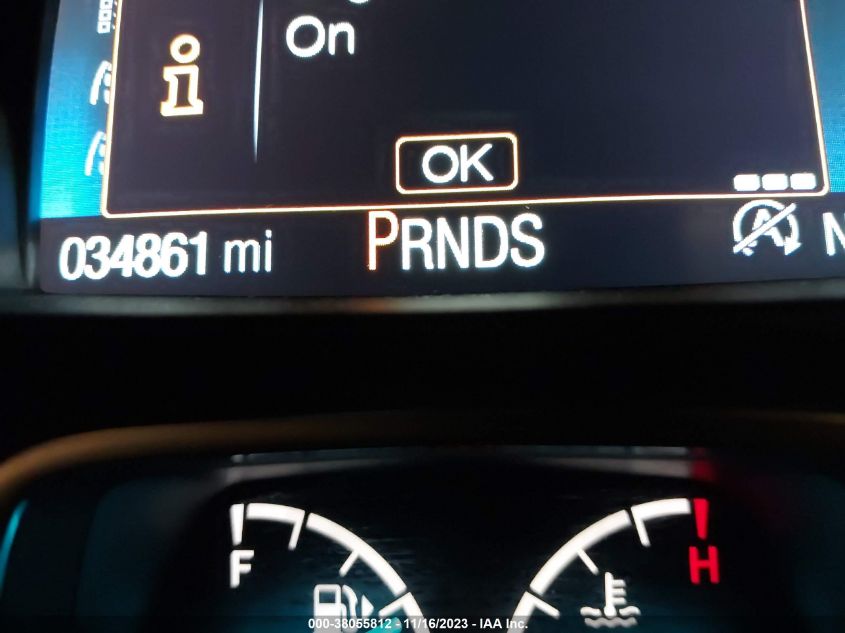 On
i
OK
034861 mi PRNDS A N
F H
000-38055812 - 11/16/2023 - IAA Inc.